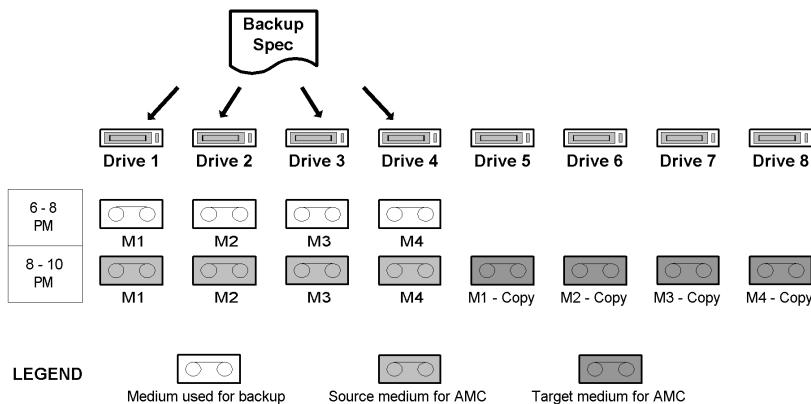 Backup
Spec
Drive 1 Drive 2 Drive 3 Drive 4 Drive 5 Drive 6 Drive 7 Drive 8
6 - 8
PM
M1 M2 M3 M4
8 - 10
PM
M1 M2 M3 M4 M1 - Copy M2 - Copy M3 - Copy M4 - Copy
LEGEND
Medium used for backup Source medium for AMC Target medium for AMC